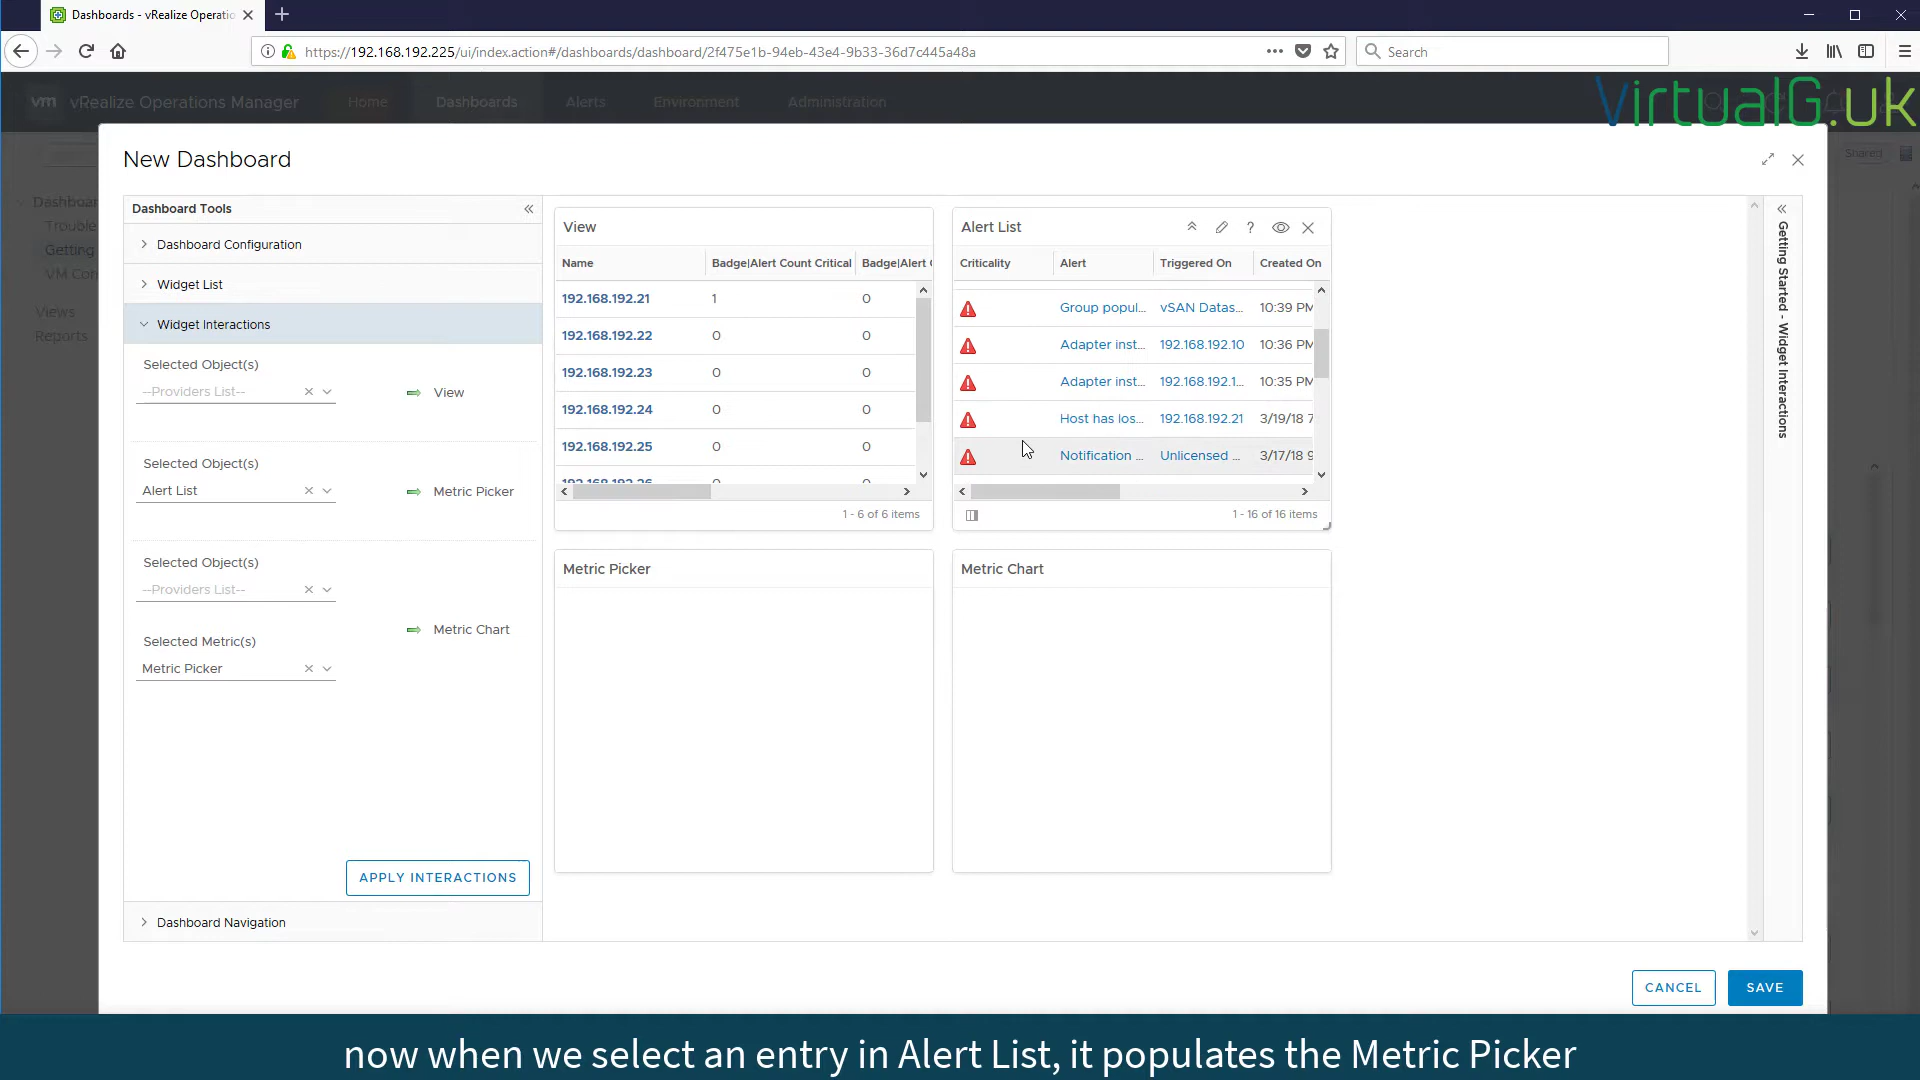 Dashboards - vRealize Operatio
https://192.168.192.225/ui/index.action#/dashboards/dashboard/2f475e1b-94eb-43e4-9b33-36d7c445a48a
Search
vm vRealize Operations Manager Home Dashboards Alerts Environment Administration
VirtualG.uk
New Dashboard
Shared
Dashboar
Trouble
Getting
VM Con
Views
Reports
Dashboard Tools
Dashboard Configuration
Widget List
Widget Interactions
Selected Object(s)
--Providers List--
View
Selected Object(s)
Alert List
Metric Picker
Selected Object(s)
--Providers List--
Metric Chart
Selected Metric(s)
Metric Picker
APPLY INTERACTIONS
Dashboard Navigation
View
Name Badge|Alert Count Critical Badge|Alert C
192.168.192.21 1 0
192.168.192.22 0 0
192.168.192.23 0 0
192.168.192.24 0 0
192.168.192.25 0 0
192.168.192.26 0 0
1 - 6 of 6 items
Alert List ?
Criticality Alert Triggered On Created On
Group popul... vSAN Datas... 10:39 PM
Adapter inst... 192.168.192.10 10:36 PM
Adapter inst... 192.168.192.1... 10:35 PM
Host has los... 192.168.192.21 3/19/18 7
Notification ... Unlicensed ... 3/17/18 9
1 - 16 of 16 items
Metric Picker
Metric Chart
Getting Started - Widget Interactions
CANCEL SAVE
now when we select an entry in Alert List, it populates the Metric Picker